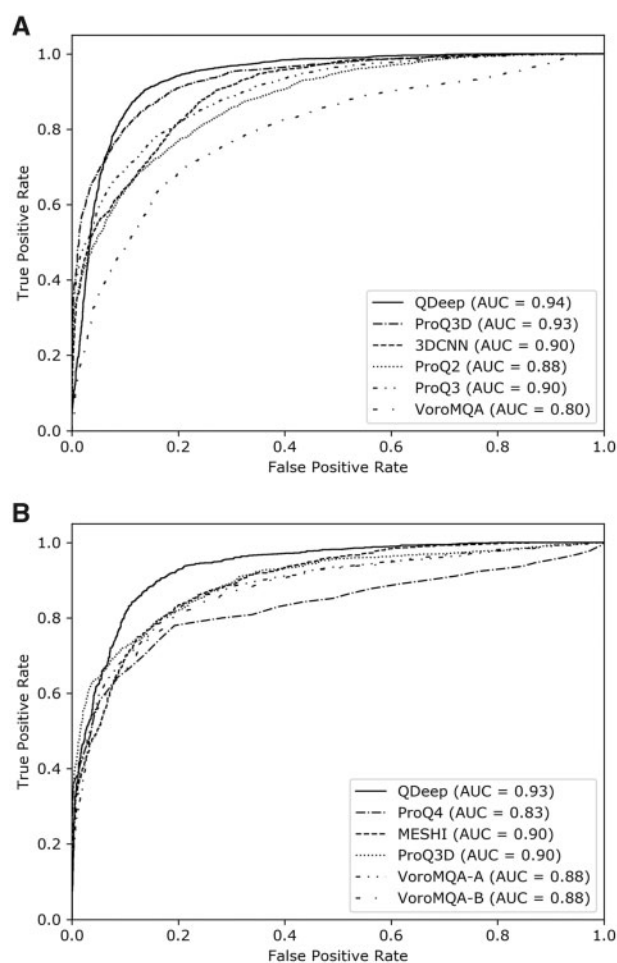 A
1.0
0.8
0.6
0.4
0.2
0.0
True Positive Rate
QDeep (AUC = 0.94)
ProQ3D (AUC = 0.93)
3DCNN (AUC = 0.90)
ProQ2 (AUC = 0.88)
ProQ3 (AUC = 0.90)
VoroMQA (AUC = 0.80)
0.0 0.2 0.4 0.6 0.8 1.0
False Positive Rate
B
1.0
0.8
0.6
0.4
0.2
0.0
True Positive Rate
QDeep (AUC = 0.93)
ProQ4 (AUC = 0.83)
MESHI (AUC = 0.90)
ProQ3D (AUC = 0.90)
VoroMQA-A (AUC = 0.88)
VoroMQA-B (AUC = 0.88)
0.0 0.2 0.4 0.6 0.8 1.0
False Positive Rate